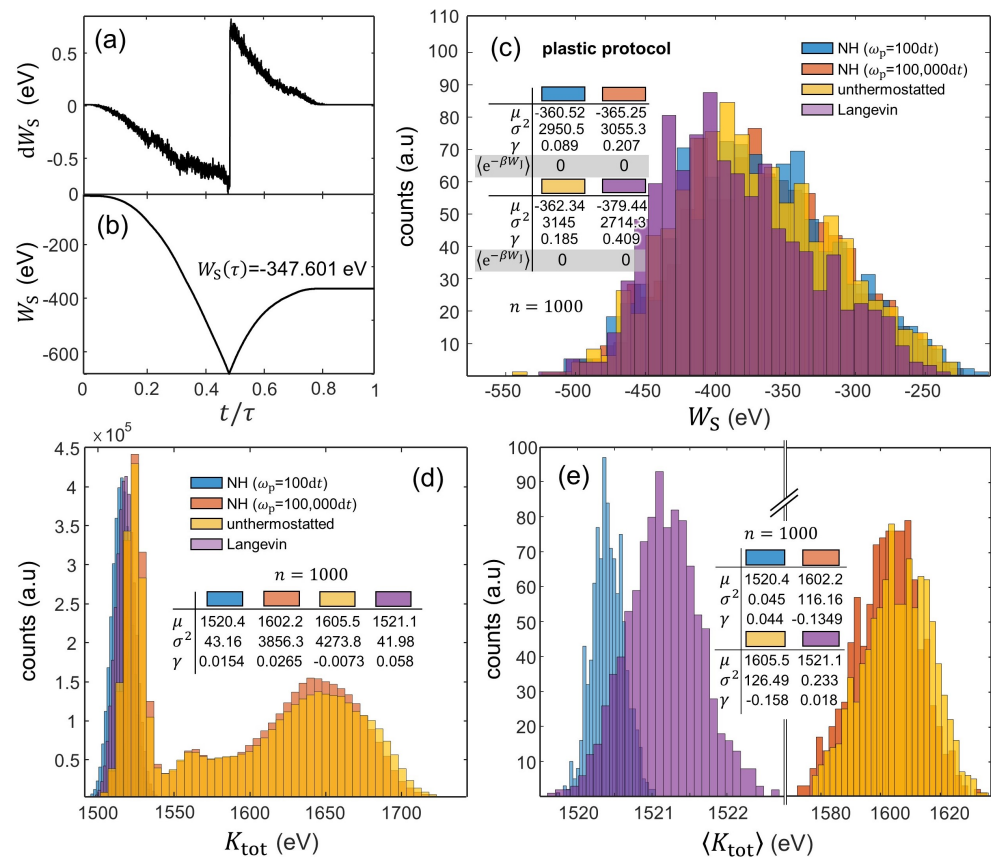 (a)
dW_S (eV)
0.5
0
-0.5
0
(b)
W_S (eV)
-200
-400
-600
W_S(τ)=-347.601 eV
0 0.2 0.4 0.6 0.8 1
t/τ
(c) plastic protocol
counts (a.u)
110
100
90
80
70
60
50
40
30
20
10
NH (ω_p=100dt)
NH (ω_p=100,000dt)
unthermostatted
Langevin
μ -360.52 -365.25
σ² 2950.5 3055.3
γ 0.089 0.207
⟨e^{-βW_J}⟩ 0 0
μ -362.34 -379.44
σ² 3145 2714.3
γ 0.185 0.409
⟨e^{-βW_J}⟩ 0 0
n = 1000
-550 -500 -450 -400 -350 -300 -250
W_S (eV)
(d)
× 10⁵
counts (a.u)
4.5
4
3.5
3
2.5
2
1.5
1
0.5
NH (ω_p=100dt)
NH (ω_p=100,000dt)
unthermostatted
Langevin
n = 1000
μ 1520.4 1602.2 1605.5 1521.1
σ² 43.16 3856.3 4273.8 41.98
γ 0.0154 0.0265 -0.0073 0.058
1500 1550 1600 1650 1700
K_tot (eV)
(e)
counts (a.u)
100
90
80
70
60
50
40
30
20
10
n = 1000
μ 1520.4 1602.2
σ² 0.045 116.16
γ 0.044 -0.1349
μ 1605.5 1521.1
σ² 126.49 0.233
γ -0.158 0.018
1520 1521 1522 1580 1600 1620
⟨K_tot⟩ (eV)